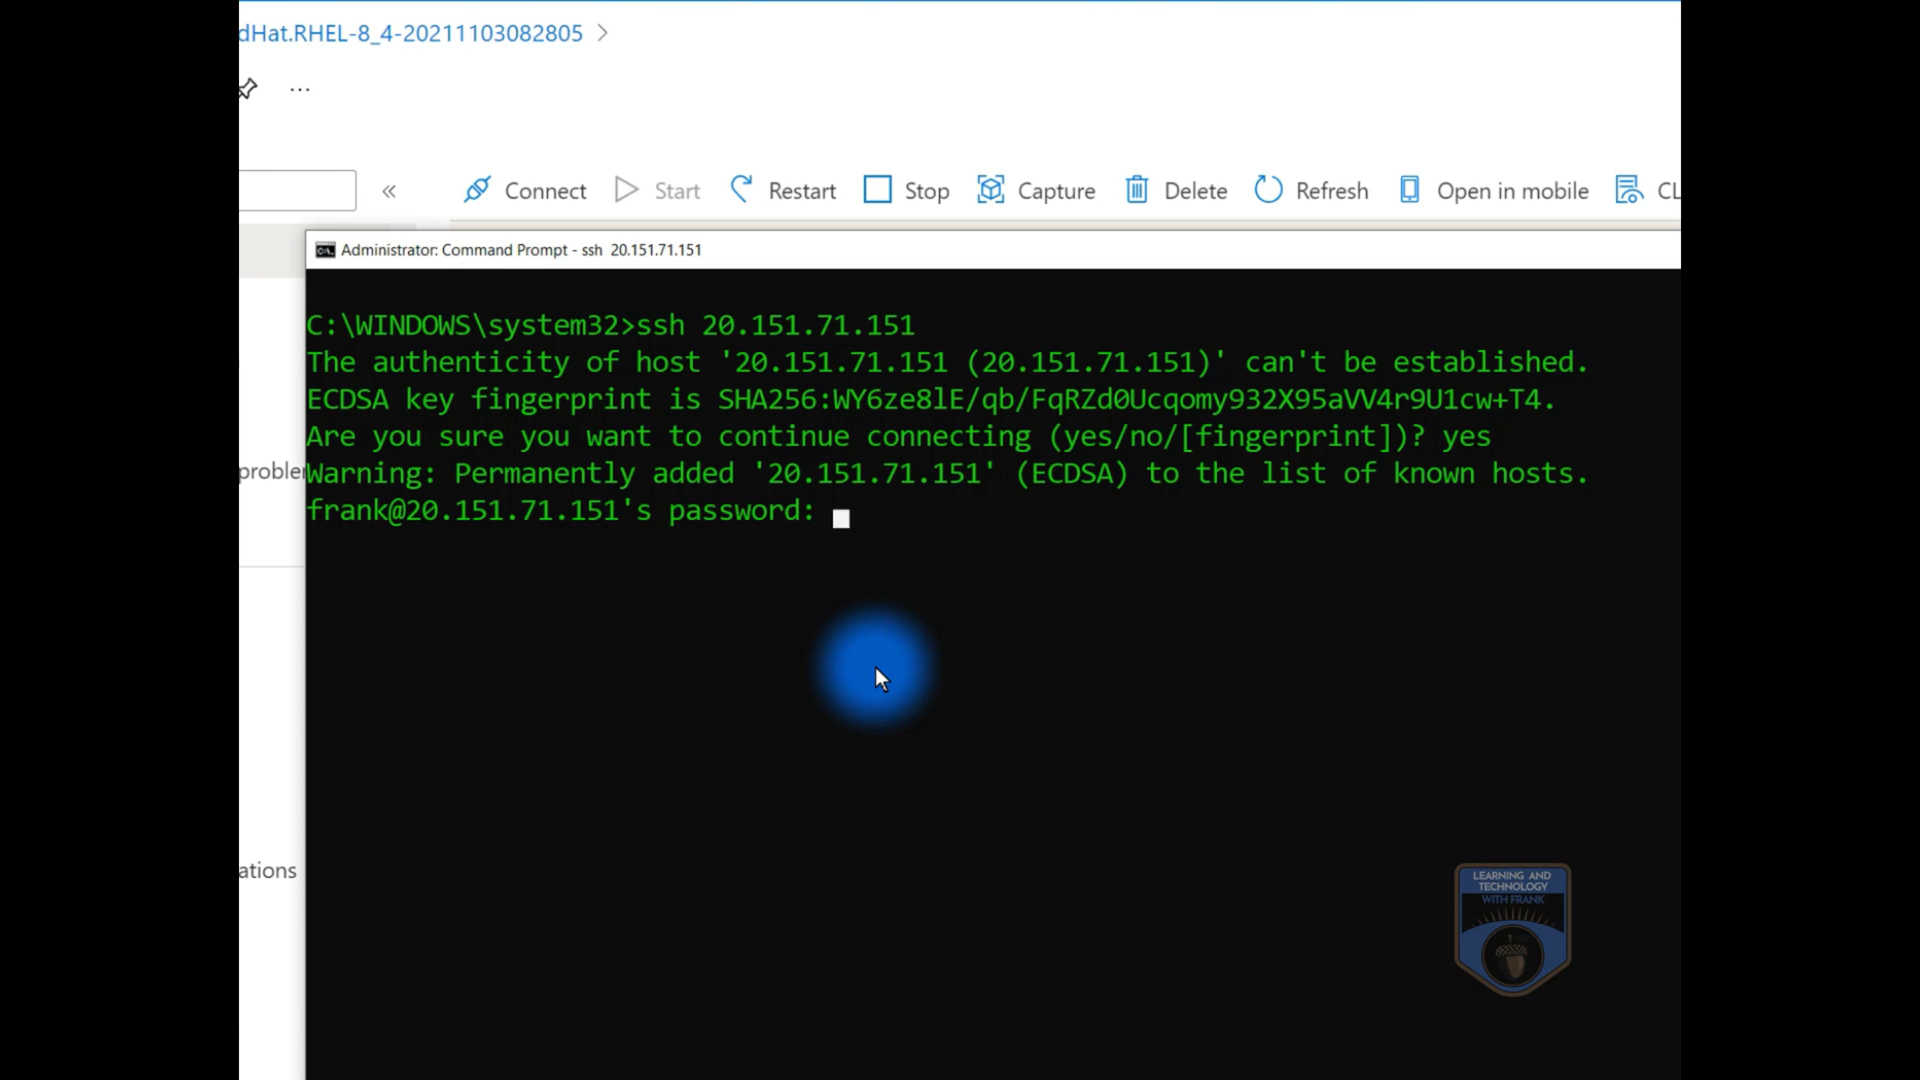 dHat.RHEL-8_4-20211103082805
...
«
Connect
Start
Restart
Stop
Capture
Delete
Refresh
Open in mobile
CL
Administrator: Command Prompt - ssh 20.151.71.151
C:\WINDOWS\system32>ssh 20.151.71.151
The authenticity of host '20.151.71.151 (20.151.71.151)' can't be established.
ECDSA key fingerprint is SHA256:WY6ze8lE/qb/FqRZd0Ucqomy932X95aVV4r9U1cw+T4.
Are you sure you want to continue connecting (yes/no/[fingerprint])? yes
Warning: Permanently added '20.151.71.151' (ECDSA) to the list of known hosts.
frank@20.151.71.151's password:
problem
ations
LEARNING AND
TECHNOLOGY
WITH FRANK